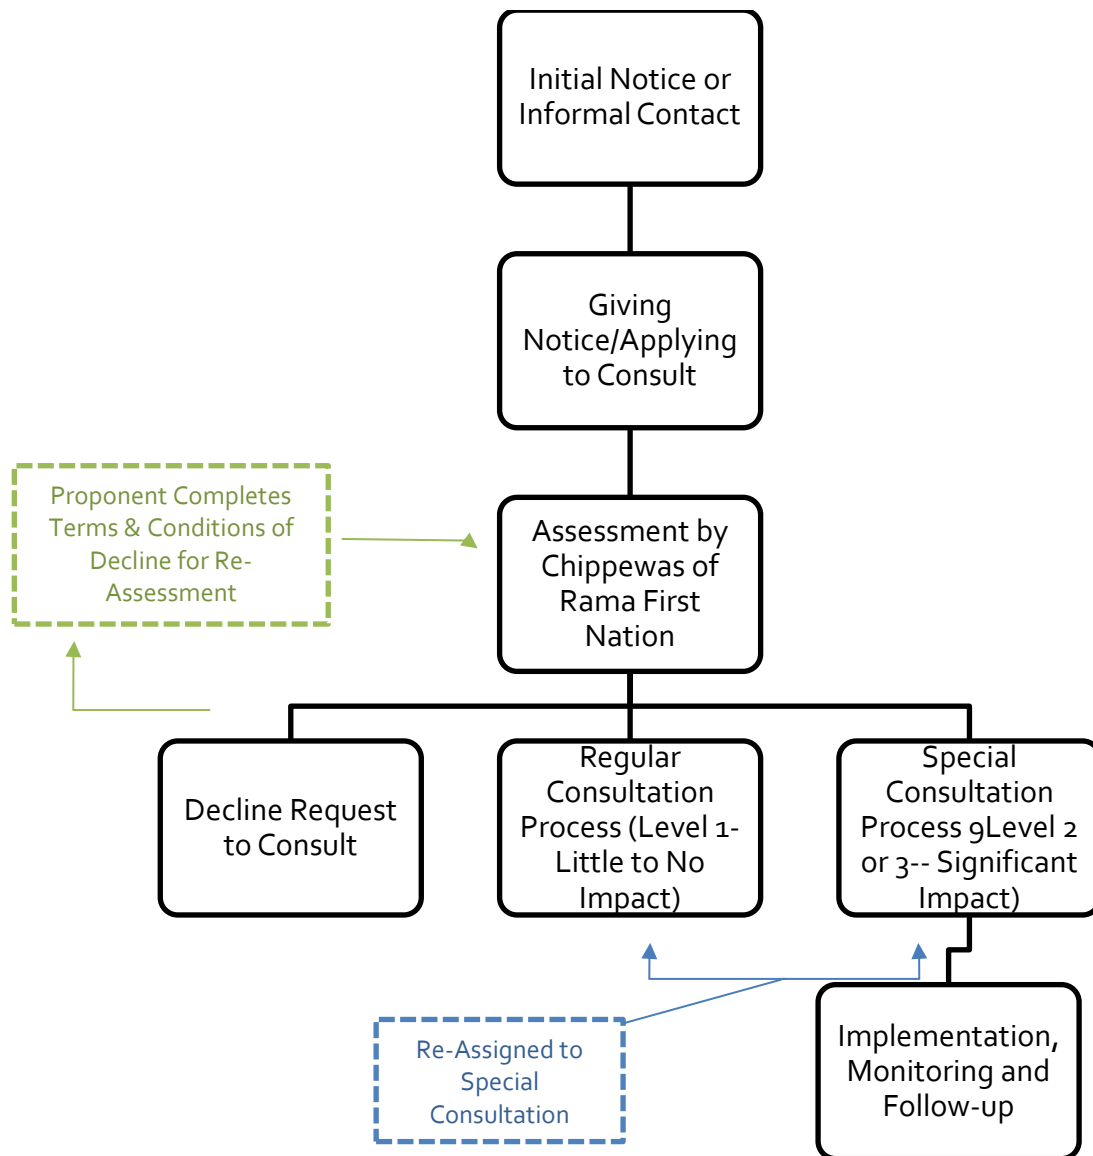 Initial Notice or
Informal Contact
Giving
Notice/Applying
to Consult
Proponent Completes
Terms & Conditions of
Decline for Re-
Assessment
Assessment by
Chippewas of
Rama First
Nation
Decline Request
to Consult
Regular
Consultation
Process (Level 1-
Little to No
Impact)
Special
Consultation
Process 9Level 2
or 3-- Significant
Impact)
Re-Assigned to
Special
Consultation
Implementation,
Monitoring and
Follow-up